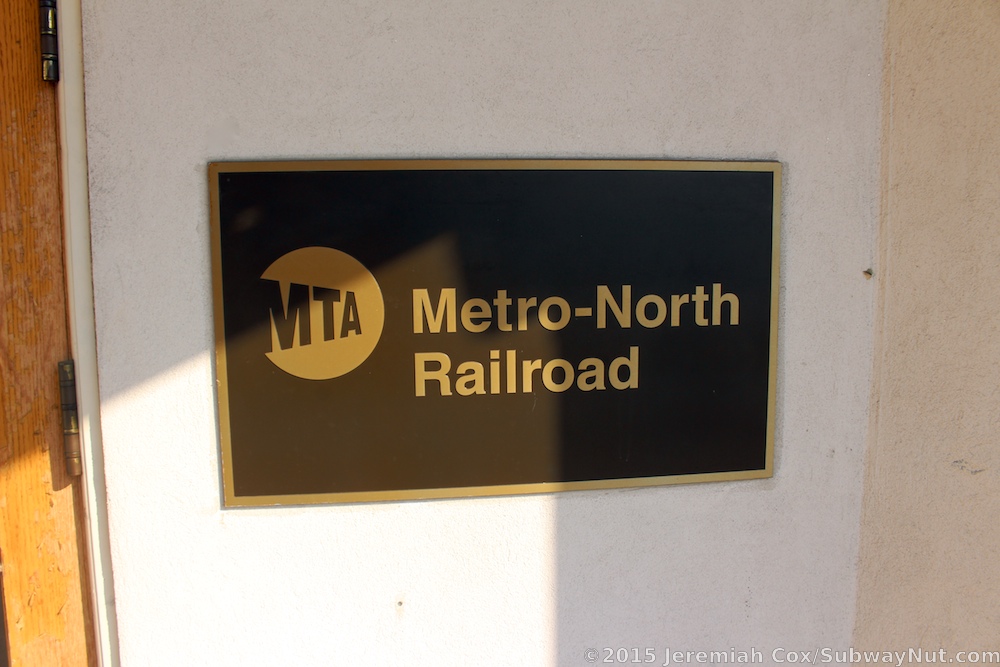 MTA
Metro-North
Railroad
©2015 Jeremiah Cox/SubwayNut.com